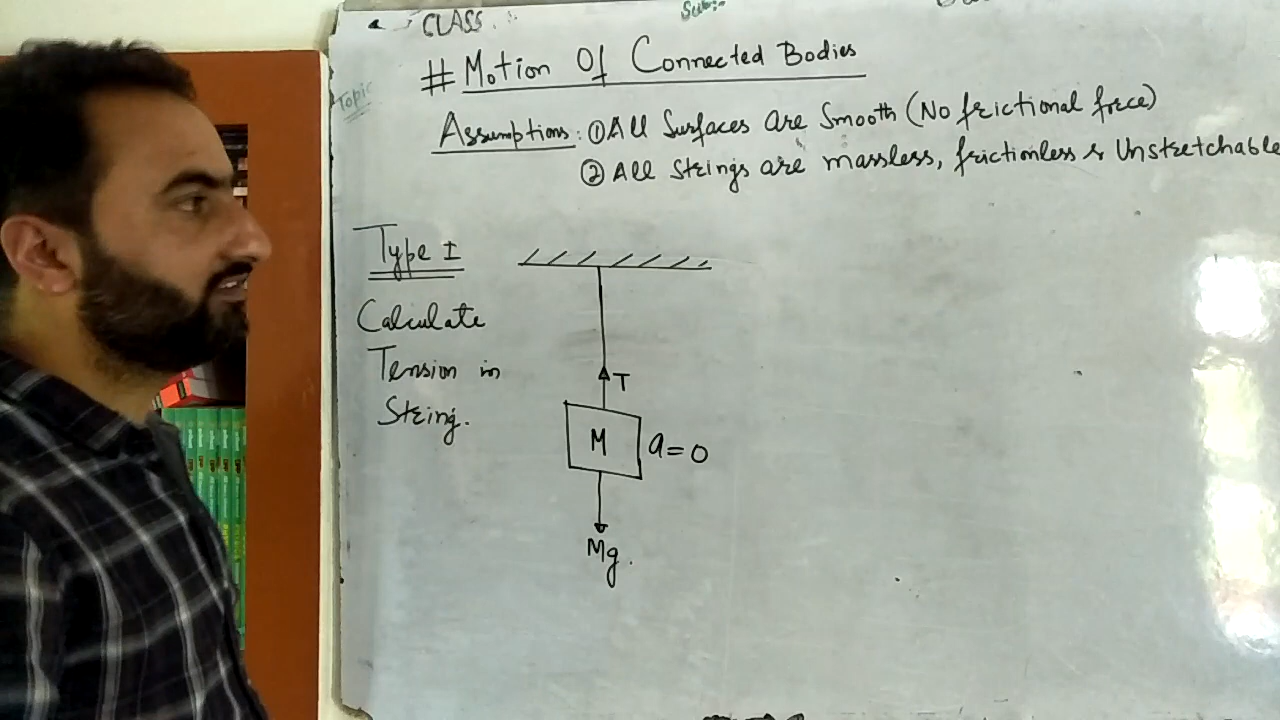 CLASS
Sub:-
# Motion Of Connected Bodies
Topic
Assumptions: ① All Surfaces are Smooth (No frictional force)
② All Strings are massless, frictionless & Unstretchable
Type I
Calculate
Tension in
String.
T
M a=0
Mg.